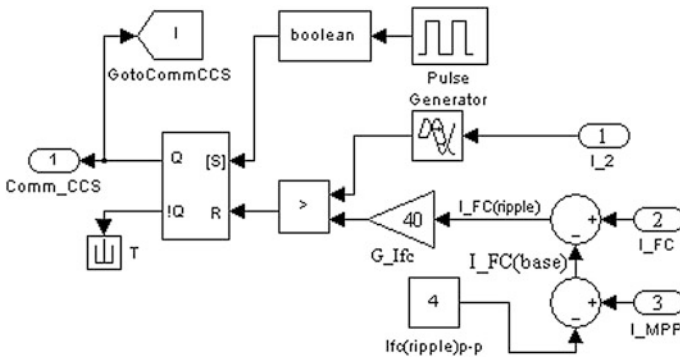 I
GotoCommCCS
boolean
Pulse
Generator
1
Comm_CCS
Q
[S]
!Q
R
T
>
40
G_Ifc
1
I_2
I_FC(ripple)
+
−
2
I_FC
I_FC(base)
4
Ifc(ripple)p-p
+
−
3
I_MPP